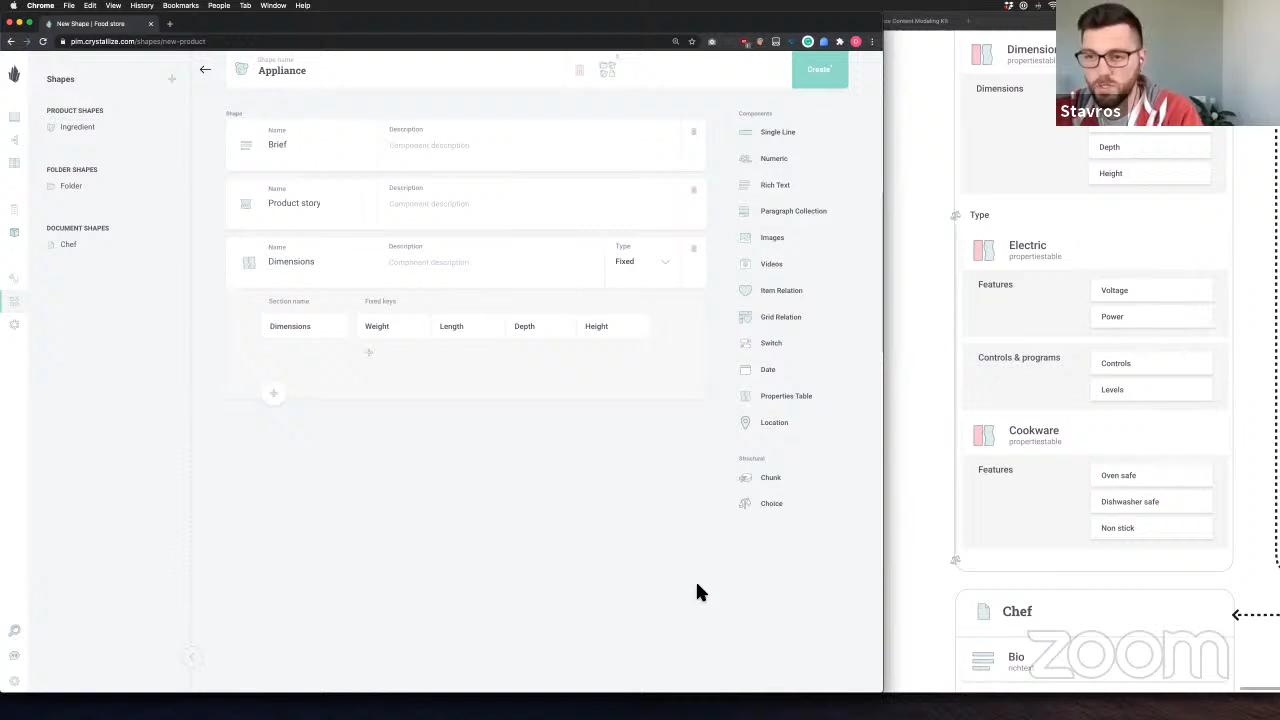 Chrome File Edit View History Bookmarks People Tab Window Help
New Shape | Food store
pim.crystallize.com/shapes/new-product
Content Modeling Kit
Shapes
PRODUCT SHAPES
Ingredient
FOLDER SHAPES
Folder
DOCUMENT SHAPES
Chef
Shape name
Appliance
Create
Shape
Name
Description
Brief
Component description
Name
Description
Product story
Component description
Name
Description
Type
Dimensions
Component description
Fixed
Section name
Fixed keys
Dimensions
Weight
Length
Depth
Height
Components
Single Line
Numeric
Rich Text
Paragraph Collection
Images
Videos
Item Relation
Grid Relation
Switch
Date
Properties Table
Location
Structural
Chunk
Choice
propertiestable
Dimensions
Depth
Height
Type
Electric
propertiestable
Features
Voltage
Power
Controls & programs
Controls
Levels
Cookware
propertiestable
Features
Oven safe
Dishwasher safe
Non stick
Chef
Bio
zoom
Stavros